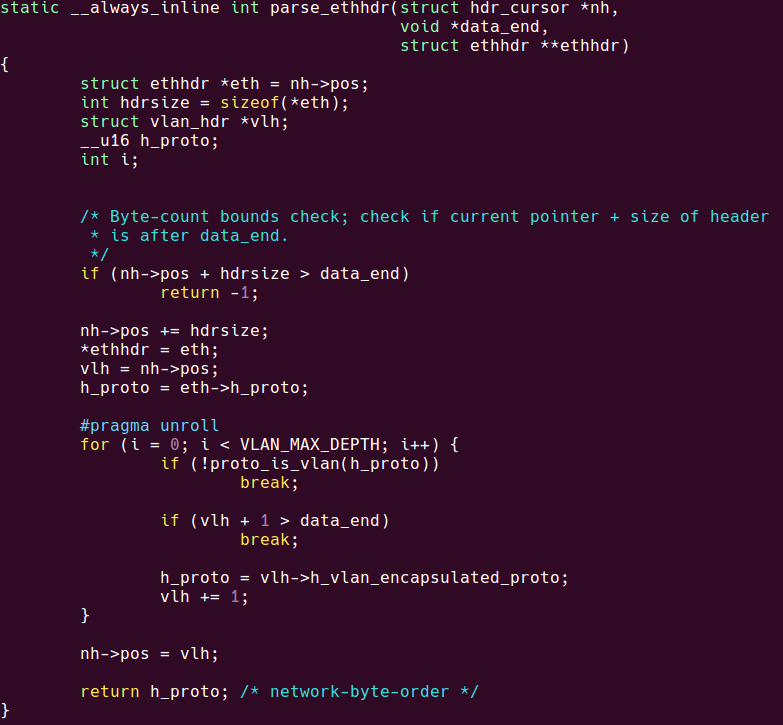 static __always_inline int parse_ethhdr(struct hdr_cursor *nh,
                                        void *data_end,
                                        struct ethhdr **ethhdr)
{
        struct ethhdr *eth = nh->pos;
        int hdrsize = sizeof(*eth);
        struct vlan_hdr *vlh;
        __u16 h_proto;
        int i;

        /* Byte-count bounds check; check if current pointer + size of header
         * is after data_end.
         */
        if (nh->pos + hdrsize > data_end)
                return -1;

        nh->pos += hdrsize;
        *ethhdr = eth;
        vlh = nh->pos;
        h_proto = eth->h_proto;

        #pragma unroll
        for (i = 0; i < VLAN_MAX_DEPTH; i++) {
                if (!proto_is_vlan(h_proto))
                        break;

                if (vlh + 1 > data_end)
                        break;

                h_proto = vlh->h_vlan_encapsulated_proto;
                vlh += 1;
        }

        nh->pos = vlh;

        return h_proto; /* network-byte-order */
}